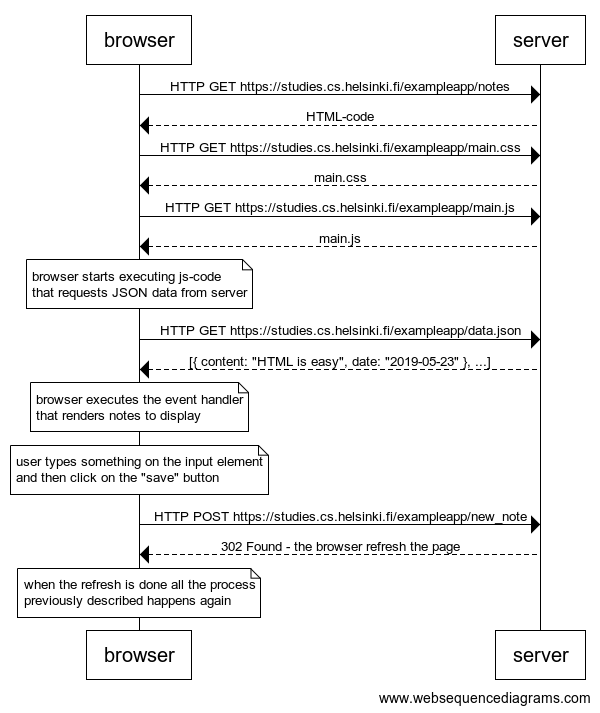 browser
server
HTTP GET https://studies.cs.helsinki.fi/exampleapp/notes
HTML-code
HTTP GET https://studies.cs.helsinki.fi/exampleapp/main.css
main.css
HTTP GET https://studies.cs.helsinki.fi/exampleapp/main.js
main.js
browser starts executing js-code
that requests JSON data from server
HTTP GET https://studies.cs.helsinki.fi/exampleapp/data.json
[{ content: "HTML is easy", date: "2019-05-23" }, ...]
browser executes the event handler
that renders notes to display
user types something on the input element
and then click on the "save" button
HTTP POST https://studies.cs.helsinki.fi/exampleapp/new_note
302 Found - the browser refresh the page
when the refresh is done all the process
previously described happens again
browser
server
www.websequencediagrams.com